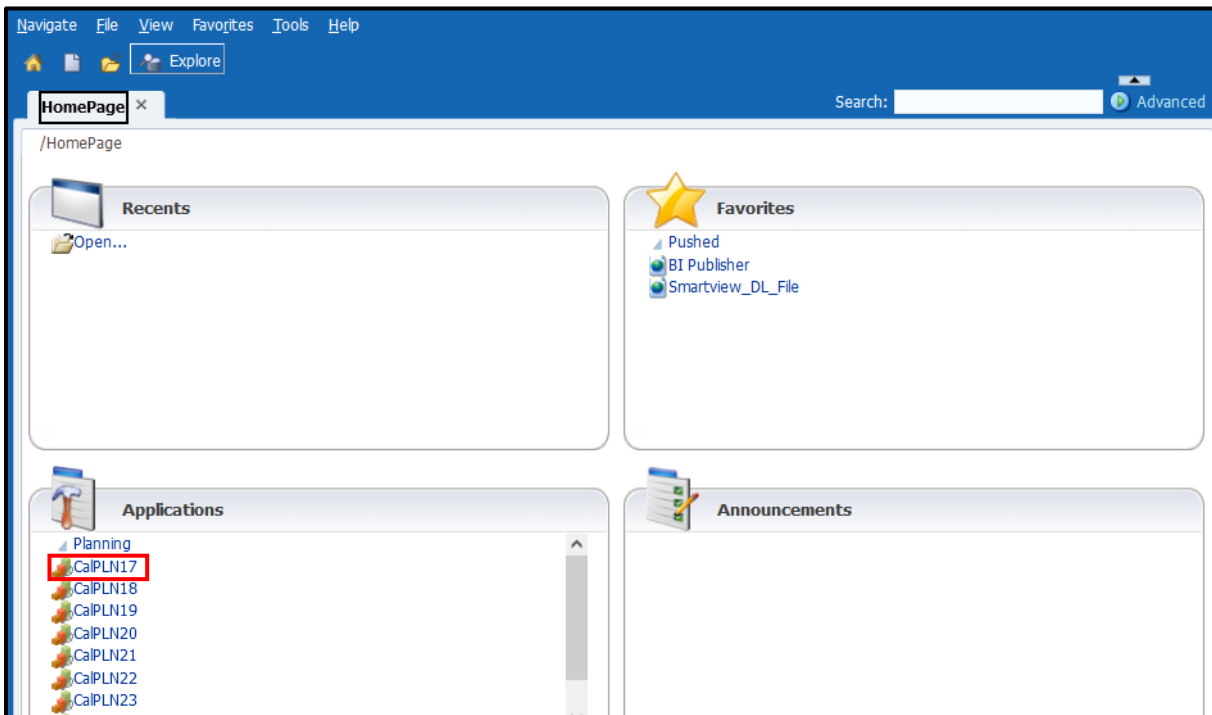 Navigate File View Favorites Tools Help
Explore
HomePage ×
Search:
Advanced
/HomePage
Recents
Open...
Favorites
Pushed
BI Publisher
Smartview_DL_File
Applications
Planning
CalPLN17
CalPLN18
CalPLN19
CalPLN20
CalPLN21
CalPLN22
CalPLN23
Announcements